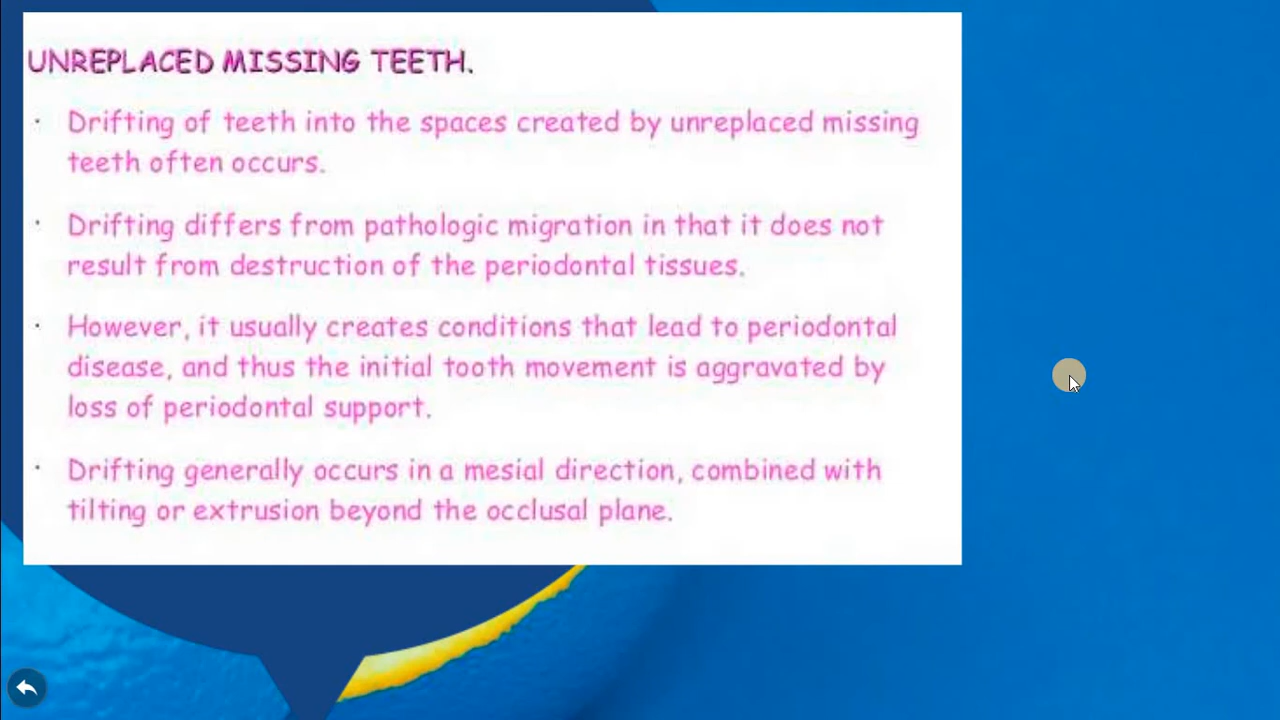 UNREPLACED MISSING TEETH.
· Drifting of teeth into the spaces created by unreplaced missing
teeth often occurs.
· Drifting differs from pathologic migration in that it does not
result from destruction of the periodontal tissues.
· However, it usually creates conditions that lead to periodontal
disease, and thus the initial tooth movement is aggravated by
loss of periodontal support.
· Drifting generally occurs in a mesial direction, combined with
tilting or extrusion beyond the occlusal plane.